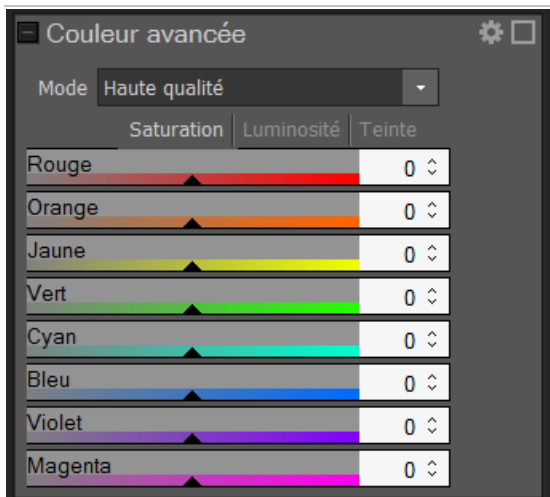 Couleur avancée
Mode Haute qualité
Saturation Luminosité Teinte
Rouge 0
Orange 0
Jaune 0
Vert 0
Cyan 0
Bleu 0
Violet 0
Magenta 0